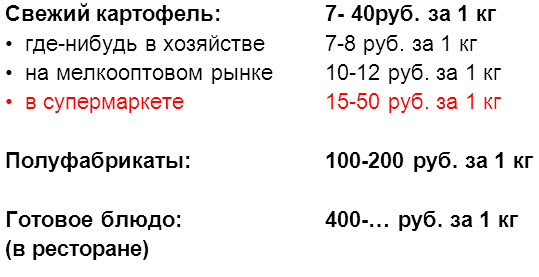 Свежий картофель: 7- 40руб. за 1 кг
• где-нибудь в хозяйстве 7-8 руб. за 1 кг
• на мелкооптовом рынке 10-12 руб. за 1 кг
• в супермаркете 15-50 руб. за 1 кг
Полуфабрикаты: 100-200 руб. за 1 кг
Готовое блюдо: 400-… руб. за 1 кг
(в ресторане)